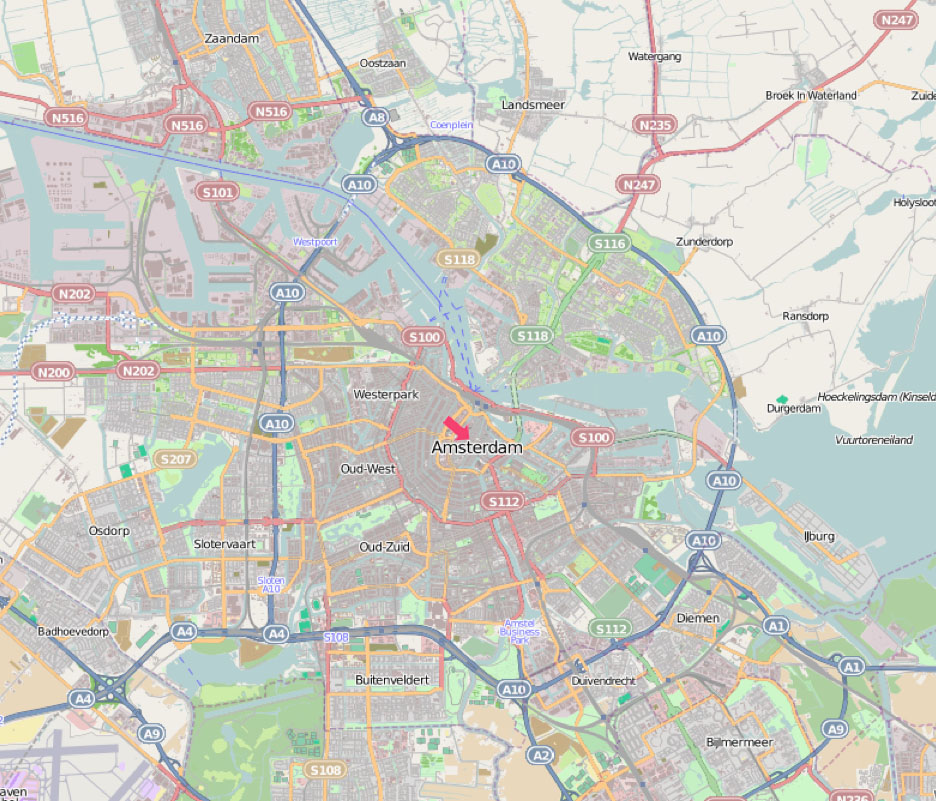 N247
Zaandam
Oostzaan
Watergang
Broek In Waterland
Zuide
Landsmeer
N516
N516
N516
A8
Coenplein
N235
A10
A10
N247
S101
Holysloot
Westpoort
S116
Zunderdorp
S118
A10
N202
Ransdorp
S100
S118
A10
N200
N202
Westerpark
Hoeckelingsdam (Kinseld
Durgerdam
A10
S100
Vuurtoreneiland
Amsterdam
S207
Oud-West
A10
S112
Osdorp
Slotervaart
Oud-Zuid
A10
IJburg
Sloten
A10
Badhoevedorp
A4
A4
S108
Amstel
Business
Park
S112
Diemen
A1
A1
Buitenveldert
Duivendrecht
A4
A10
A9
A9
Bijlmermeer
A2
S108
aven
N236